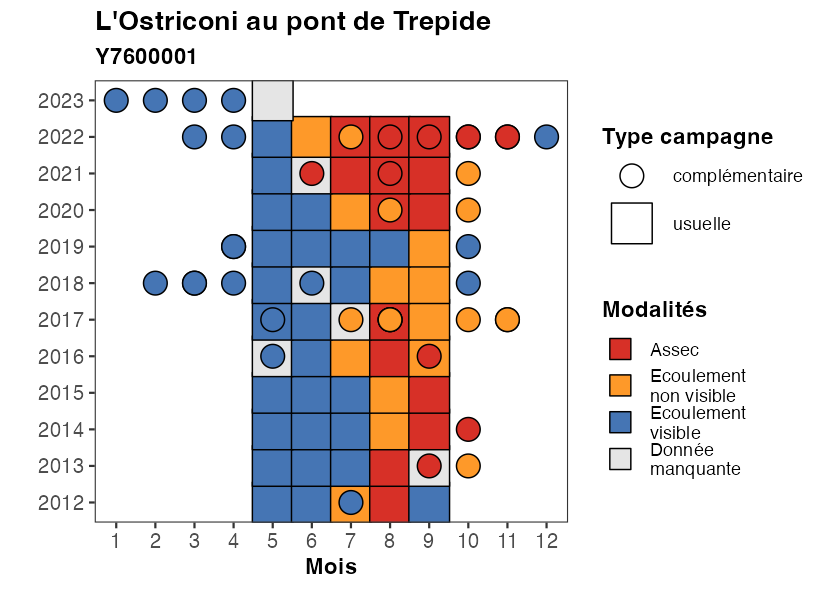 L'Ostriconi au pont de Trepide
Y7600001
2023
2022
2021
2020
2019
2018
2017
2016
2015
2014
2013
2012
1 2 3 4 5 6 7 8 9 10 11 12
Mois
Type campagne
complémentaire
usuelle
Modalités
Assec
Ecoulement
non visible
Ecoulement
visible
Donnée
manquante